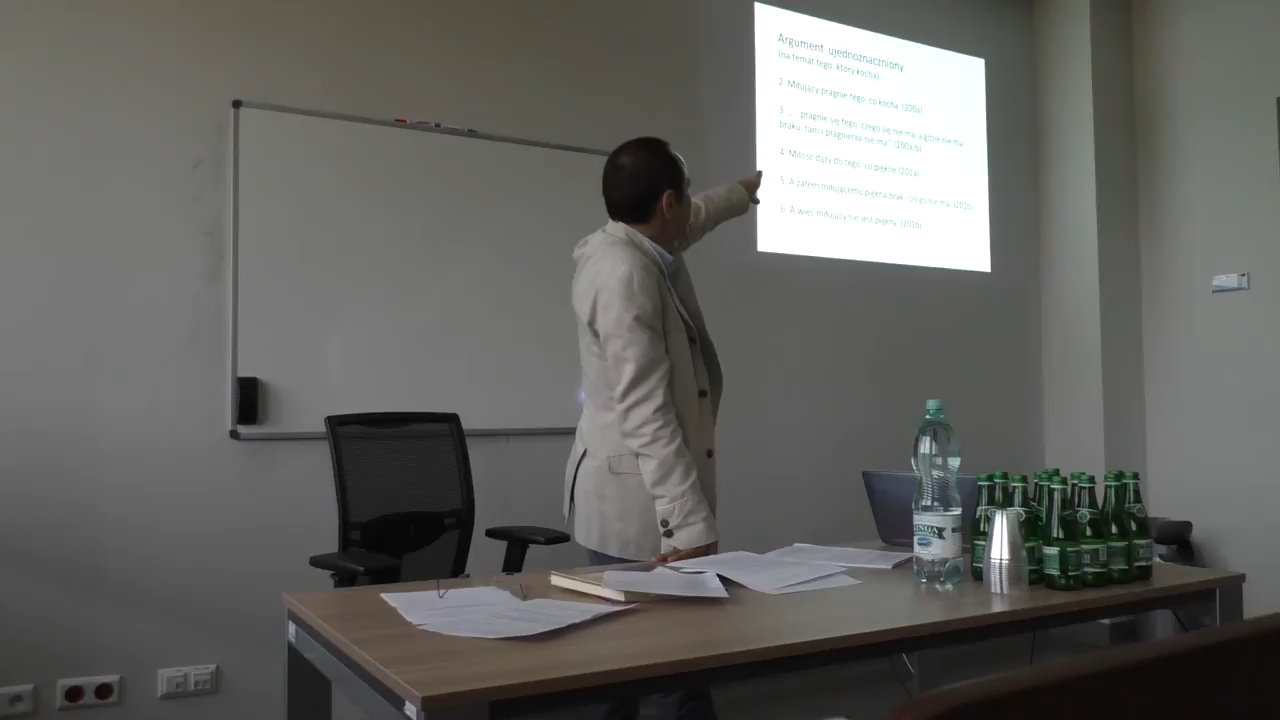 Argument ujednoznaczniony
(na temat tego, który kocha)
2. Miłujący pragnie tego, co kocha. (200a)
3. „... pragnie się tego, czego się nie ma, a gdzie nie ma
braku, tam i pragnienia nie ma." (200a-b)
4. Miłość dąży do tego, co piękne (201a)
5. A zatem miłującemu piękna brak i on go nie ma. (201b)
6. A więc miłujący nie jest piękny. (201b)